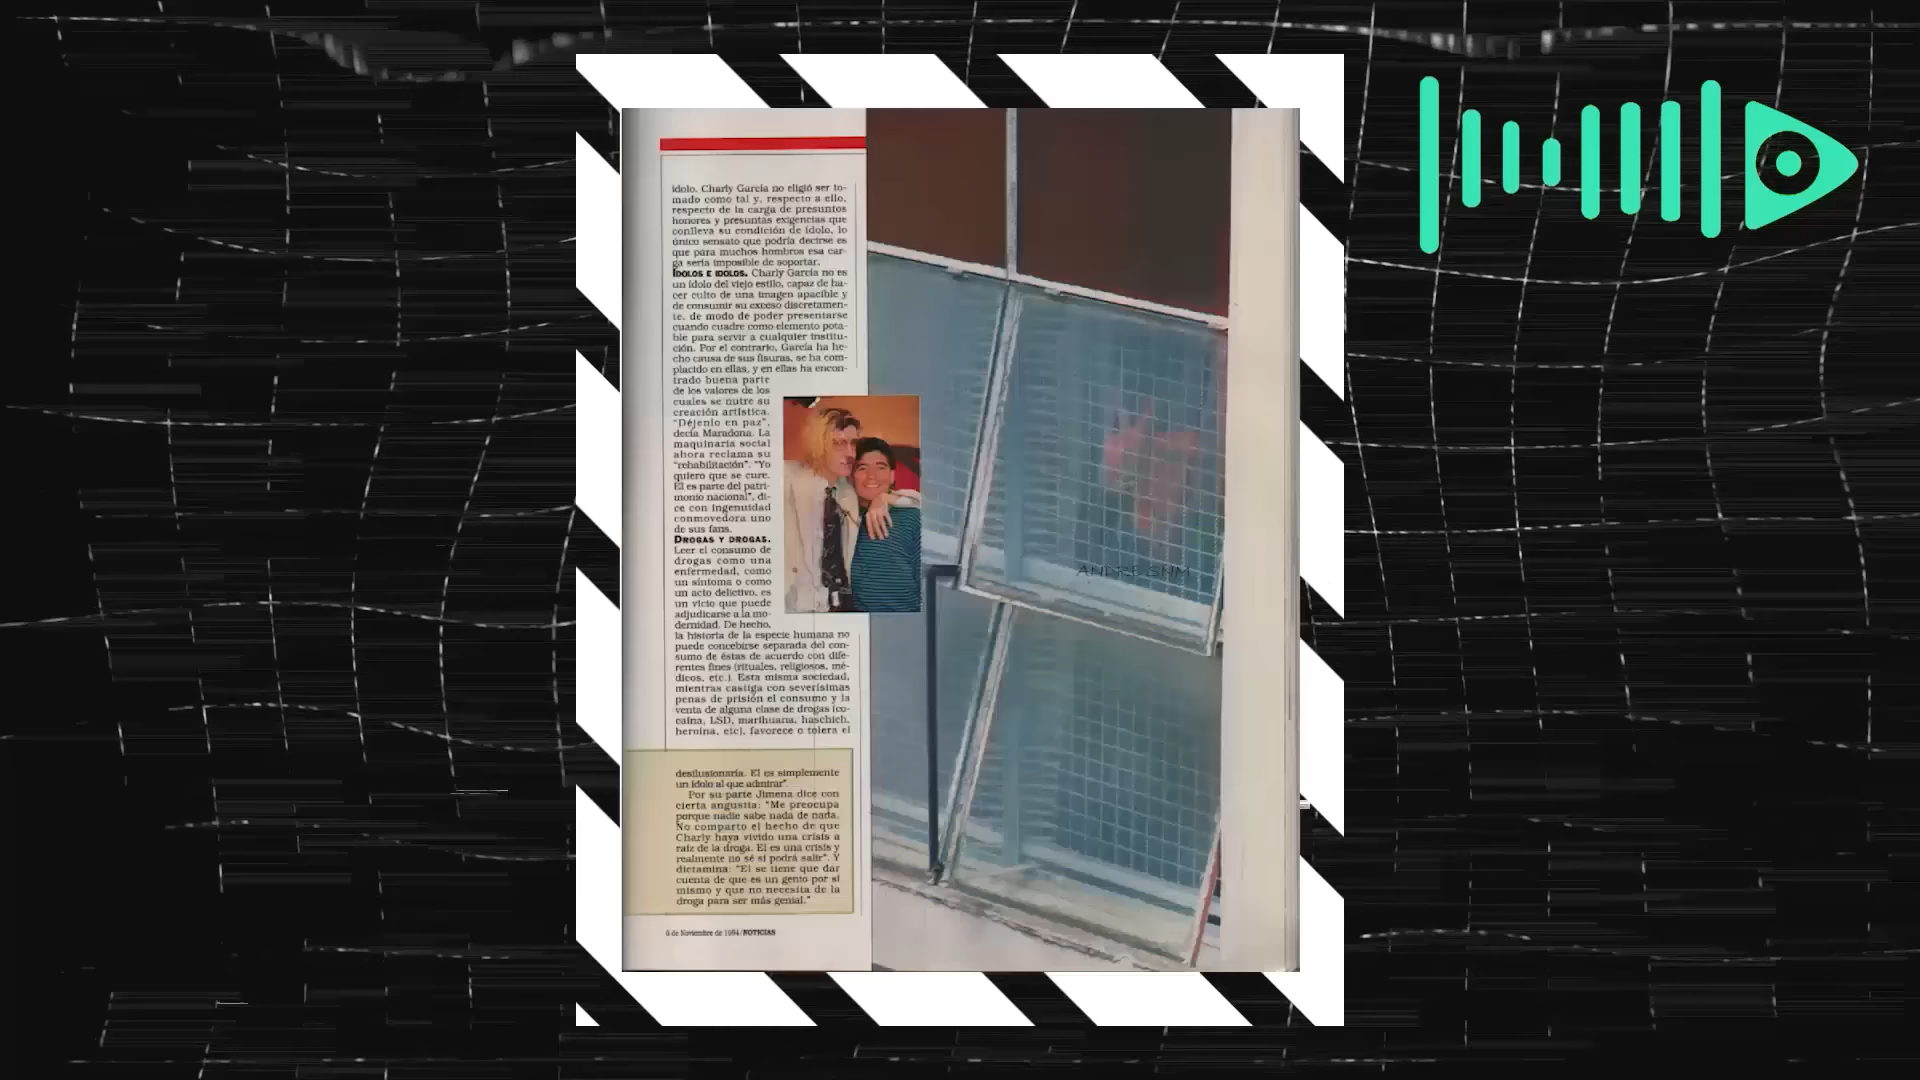 ídolo. Charly García no eligió ser to-
mado como tal y, respecto a ello,
respecto de la carga de presuntos
honores y presuntas exigencias que
conlleva su condición de ídolo, lo
único sensato que podría decirse es
que para muchos hombres esa car-
ga sería imposible de soportar.
ÍDOLOS E IDOLOS. Charly García no es
un ídolo del viejo estilo, capaz de ha-
cer culto de una imagen apacible y
de consumir su exceso discretamen-
te, de modo de poder presentarse
cuando cuadre como elemento pota-
ble para servir a cualquier institu-
ción. Por el contrario, García ha he-
cho causa de sus fisuras, se ha com-
placido en ellas, y en ellas ha encon-
trado buena parte
de los valores de los
cuales se nutre su
creación artística.
"Déjenlo en paz",
decía Maradona. La
maquinaria social
ahora reclama su
"rehabilitación". "Yo
quiero que se cure.
El es parte del patri-
monio nacional", di-
ce con ingenuidad
conmovedora uno
de sus fans.
DROGAS Y DROGAS.
Leer el consumo de
drogas como una
enfermedad, como
un síntoma o como
un acto delictivo, es
un vicio que puede
adjudicarse a la mo-
dernidad. De hecho,
la historia de la especie humana no
puede concebirse separada del con-
sumo de éstas de acuerdo con dife-
rentes fines (rituales, religiosos, mé-
dicos, etc.). Esta misma sociedad,
mientras castiga con severísimas
penas de prisión el consumo y la
venta de alguna clase de drogas (co-
caína, LSD, marihuana, haschich,
heroína, etc), favorece o tolera el
desilusionaría. El es simplemente
un ídolo al que admirar".
Por su parte Jimena dice con
cierta angustia: "Me preocupa
porque nadie sabe nada de nada.
No comparto el hecho de que
Charly haya vivido una crisis a
raíz de la droga. El es una crisis y
realmente no sé si podrá salir". Y
dictamina: "El se tiene que dar
cuenta de que es un genio por sí
mismo y que no necesita de la
droga para ser más genial."
6 de Noviembre de 1994/NOTICIAS